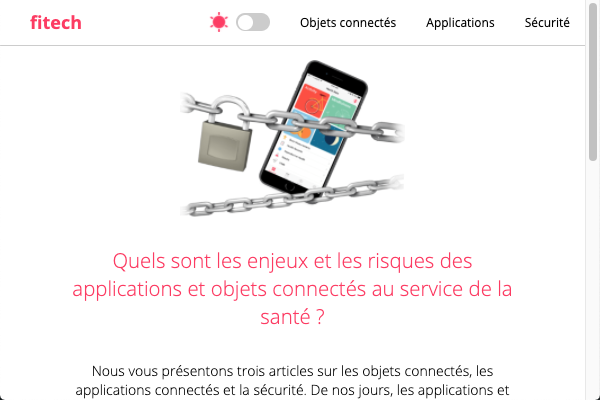 fitech
Objets connectés
Applications
Sécurité
Quels sont les enjeux et les risques des
applications et objets connectés au service de la
santé ?
Nous vous présentons trois articles sur les objets connectés, les
applications connectés et la sécurité. De nos jours, les applications et